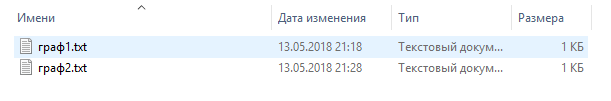 Имени Дата изменения Тип Размера
граф1.txt 13.05.2018 21:18 Текстовый докум... 1 КБ
граф2.txt 13.05.2018 21:28 Текстовый докум... 1 КБ